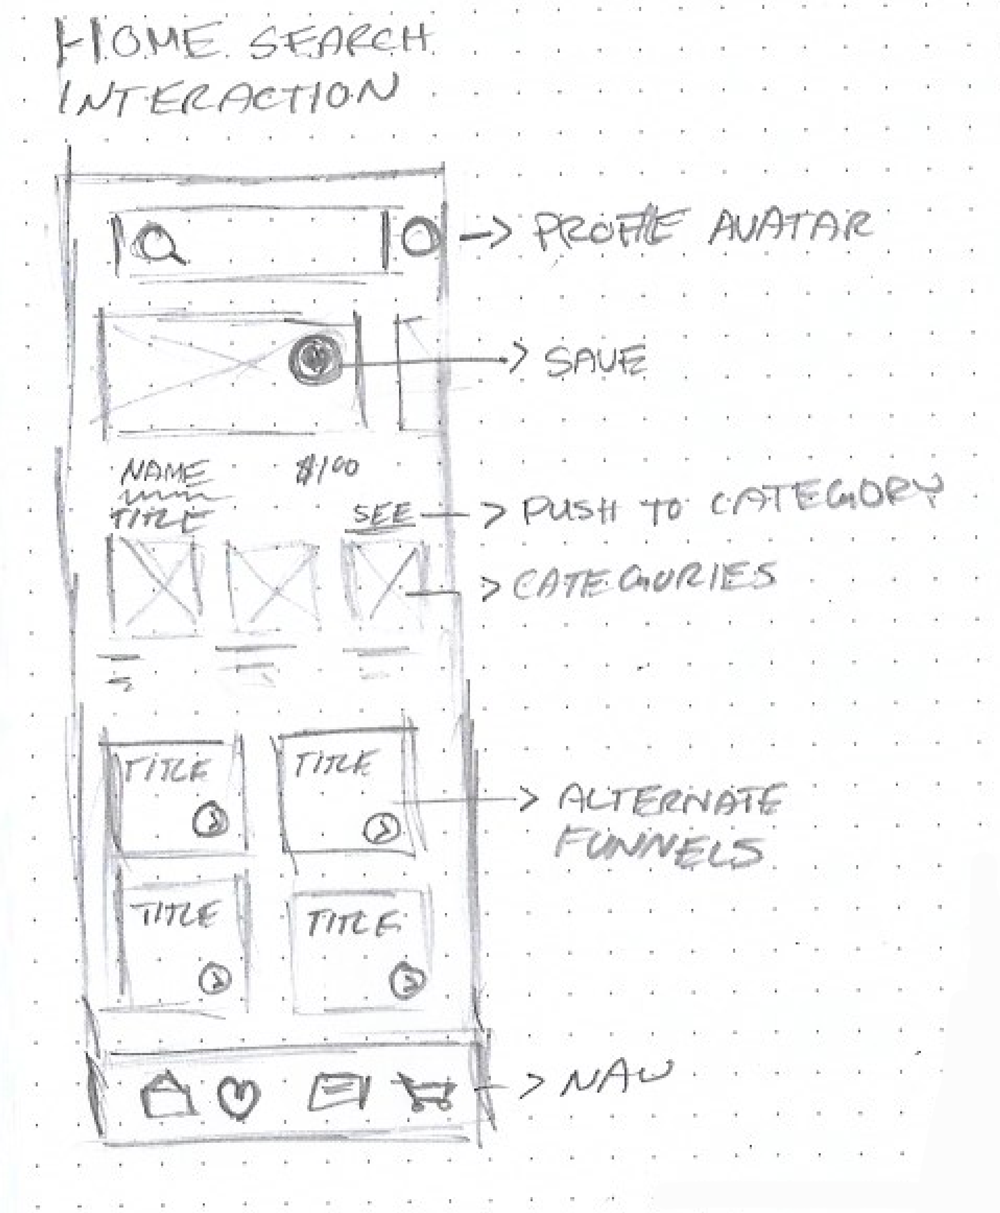 HOME SEARCH
INTERACTION
PROFILE AVATAR
SAVE
NAME $100
TITLE SEE
PUSH TO CATEGORY
CATEGORIES
TITLE TITLE
ALTERNATE
FUNNELS
TITLE TITLE
NAV